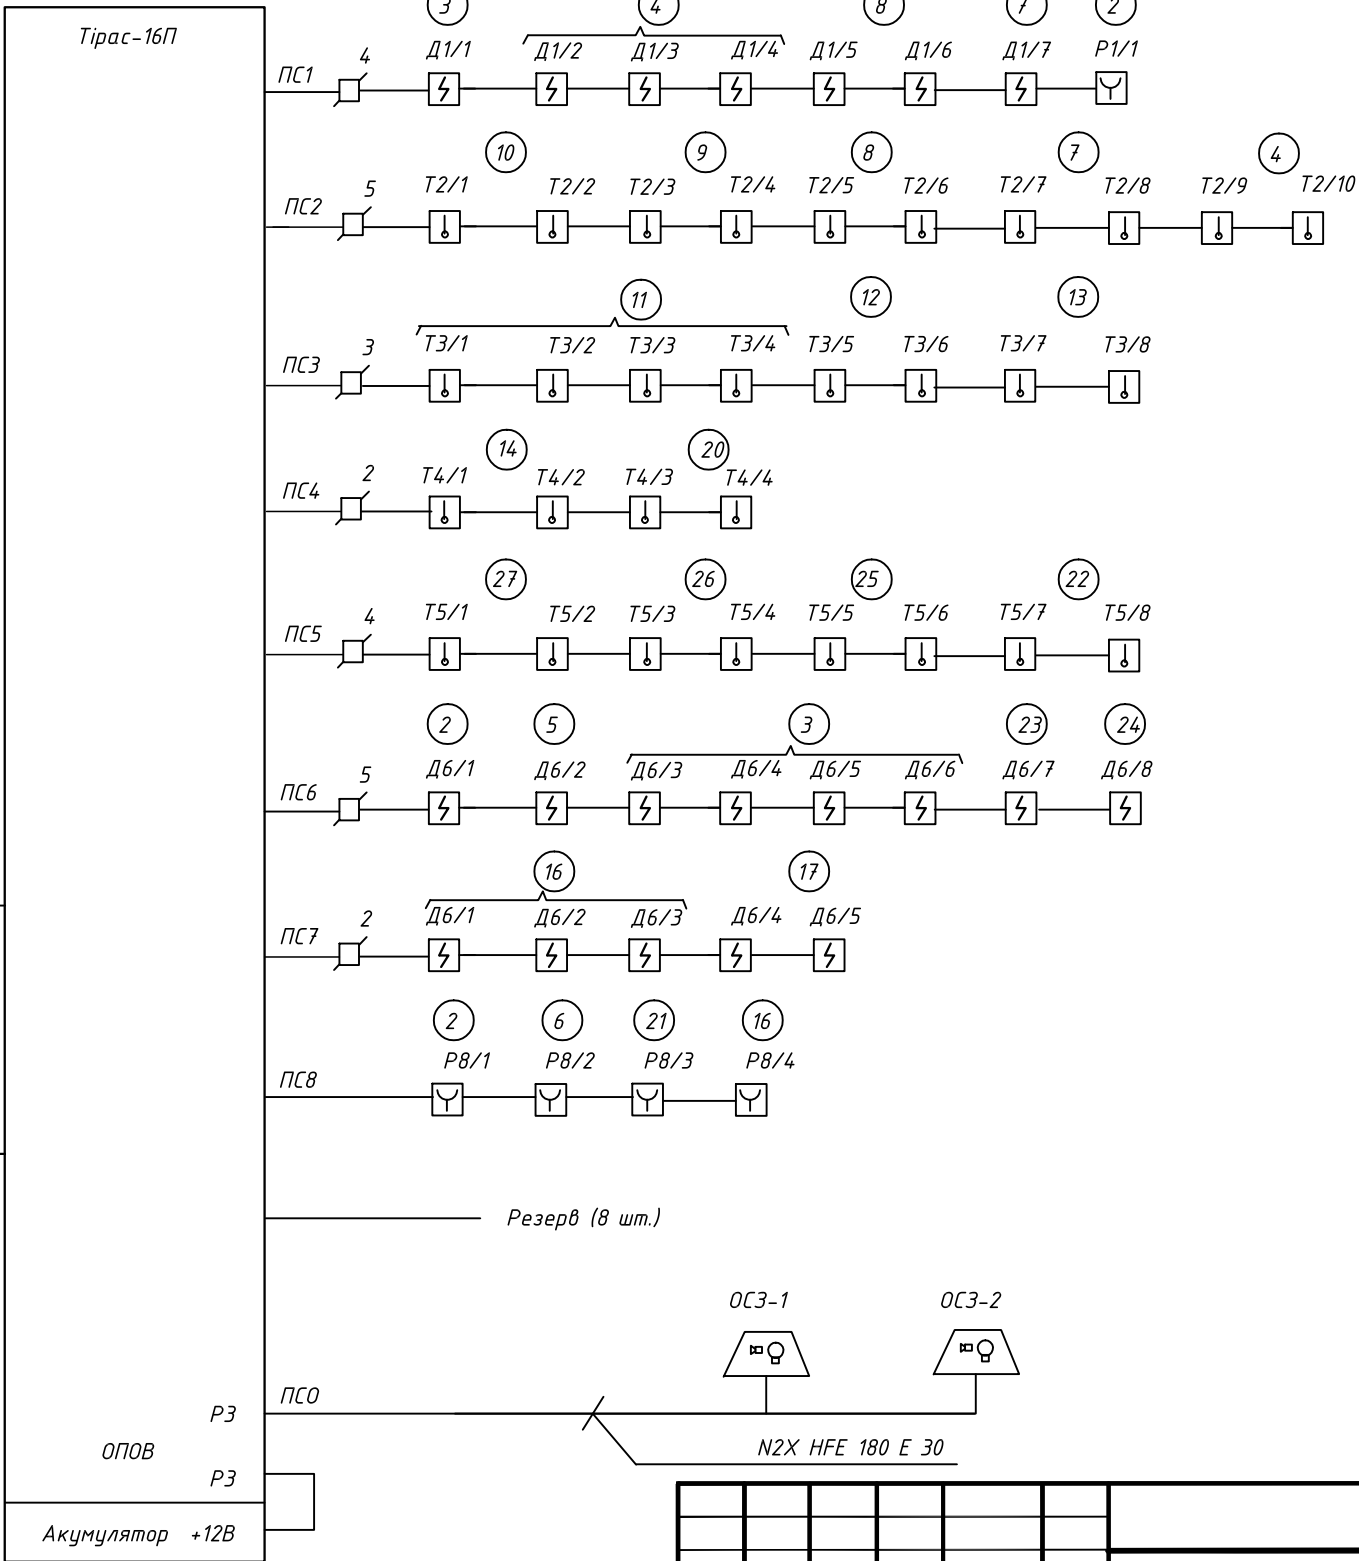 3 4 8 7 2
Тірас-16П
Д1/1 Д1/2 Д1/3 Д1/4 Д1/5 Д1/6 Д1/7 Р1/1
ПС1 4
10 9 8 7 4
Т2/1 Т2/2 Т2/3 Т2/4 Т2/5 Т2/6 Т2/7 Т2/8 Т2/9 Т2/10
ПС2 5
11 12 13
Т3/1 Т3/2 Т3/3 Т3/4 Т3/5 Т3/6 Т3/7 Т3/8
ПС3 3
14 20
Т4/1 Т4/2 Т4/3 Т4/4
ПС4 2
27 26 25 22
Т5/1 Т5/2 Т5/3 Т5/4 Т5/5 Т5/6 Т5/7 Т5/8
ПС5 4
2 5 3 23 24
Д6/1 Д6/2 Д6/3 Д6/4 Д6/5 Д6/6 Д6/7 Д6/8
ПС6 5
16 17
Д6/1 Д6/2 Д6/3 Д6/4 Д6/5
ПС7 2
2 6 21 16
Р8/1 Р8/2 Р8/3 Р8/4
ПС8
Резерв (8 шт.)
ОСЗ-1 ОСЗ-2
ПСО
РЗ
ОПОВ
N2X HFE 180 E 30
РЗ
Акумулятор +12В